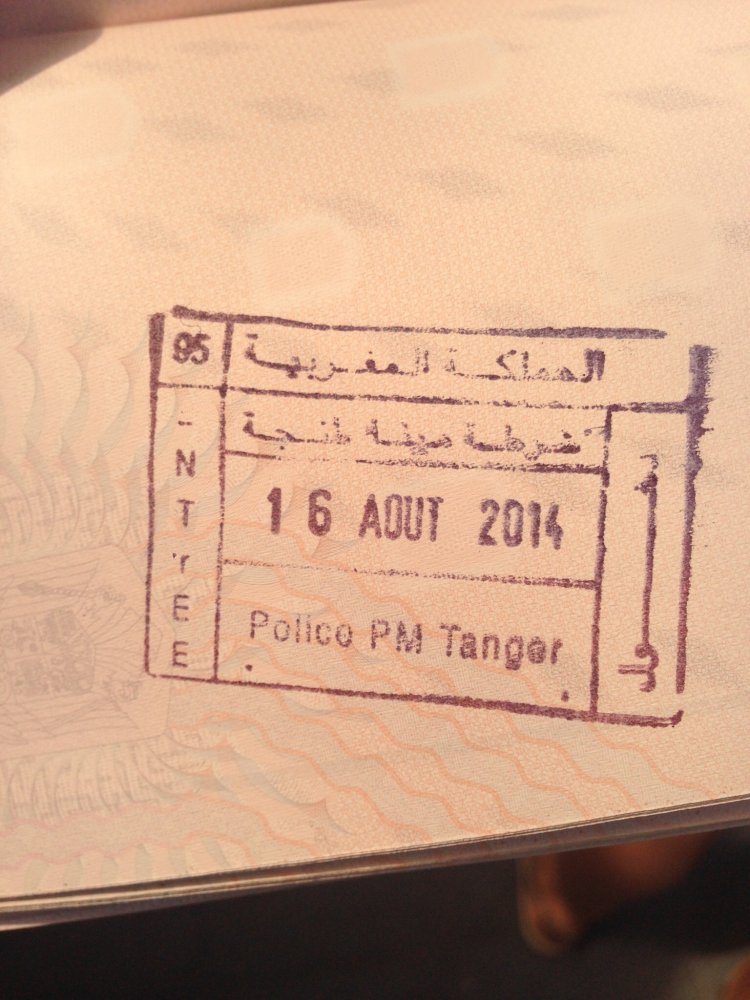 95 المملكة المغربية
شرطة ميناء طنجة
16 AOUT 2014
Police PM Tanger
ENTREE